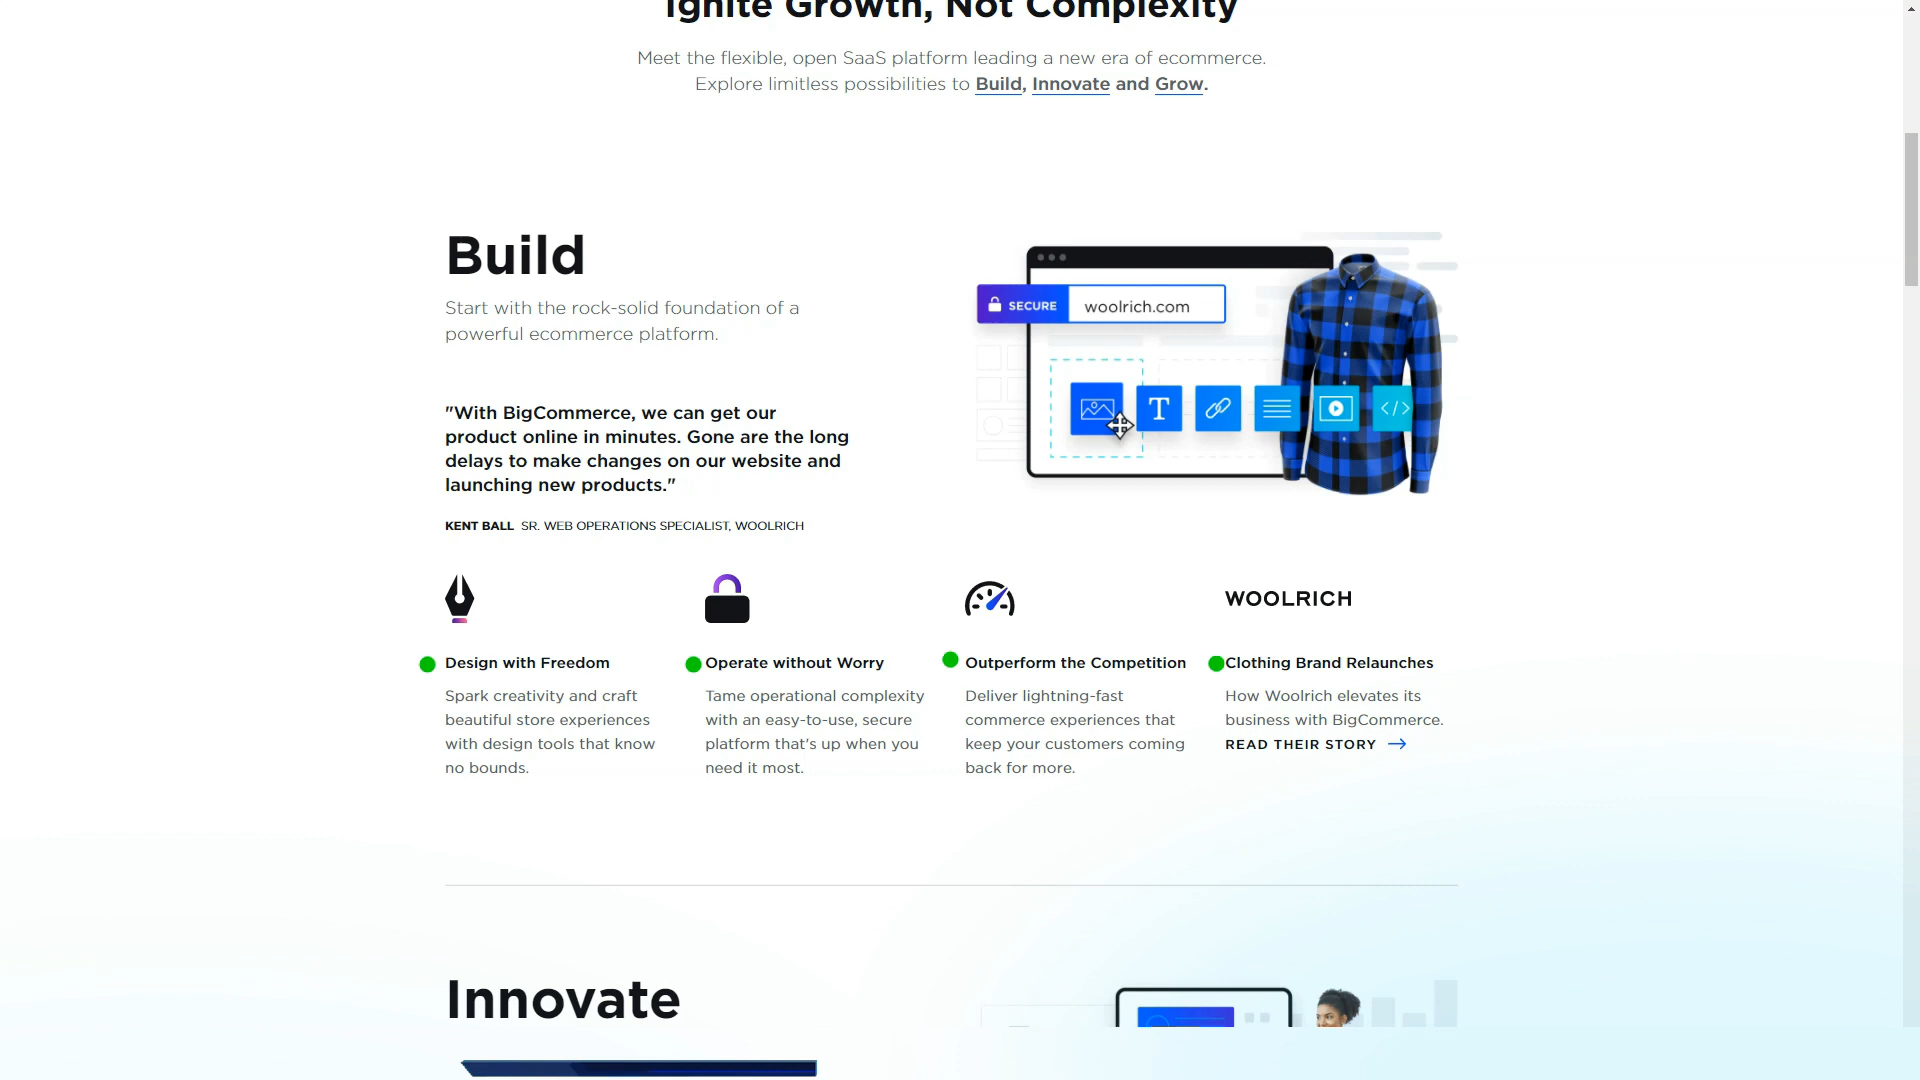 Ignite Growth, Not Complexity
Meet the flexible, open SaaS platform leading a new era of ecommerce.
Explore limitless possibilities to Build, Innovate and Grow.
Build
Start with the rock-solid foundation of a
powerful ecommerce platform.
SECURE woolrich.com
T
</>
"With BigCommerce, we can get our
product online in minutes. Gone are the long
delays to make changes on our website and
launching new products."
KENT BALL SR. WEB OPERATIONS SPECIALIST, WOOLRICH
WOOLRICH
Design with Freedom
Spark creativity and craft
beautiful store experiences
with design tools that know
no bounds.
Operate without Worry
Tame operational complexity
with an easy-to-use, secure
platform that's up when you
need it most.
Outperform the Competition
Deliver lightning-fast
commerce experiences that
keep your customers coming
back for more.
Clothing Brand Relaunches
How Woolrich elevates its
business with BigCommerce.
READ THEIR STORY
Innovate